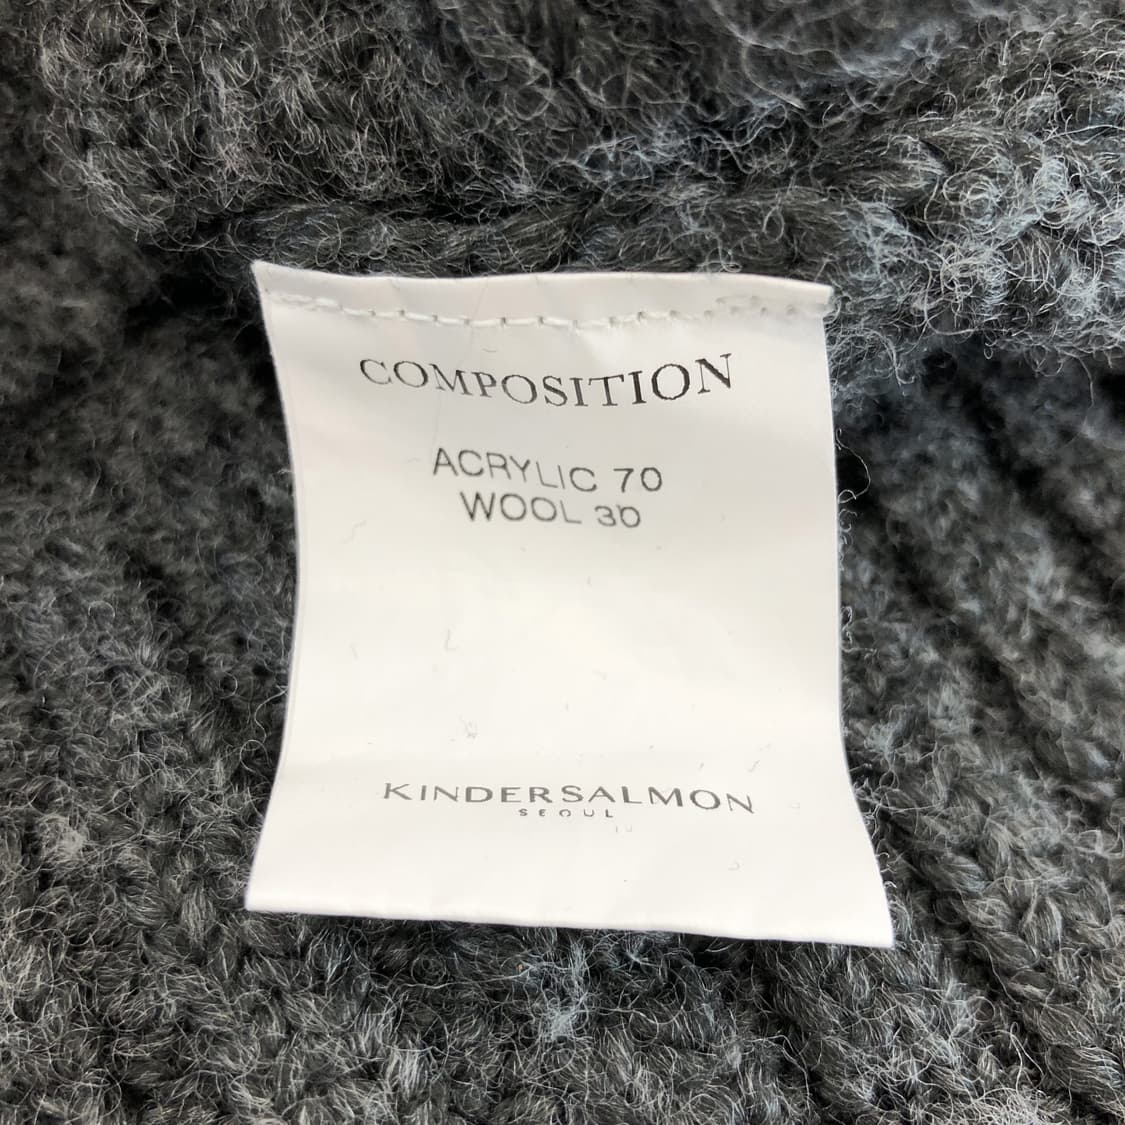 COMPOSITION
ACRYLIC 70
WOOL 30
KINDERSALMON
SEOUL